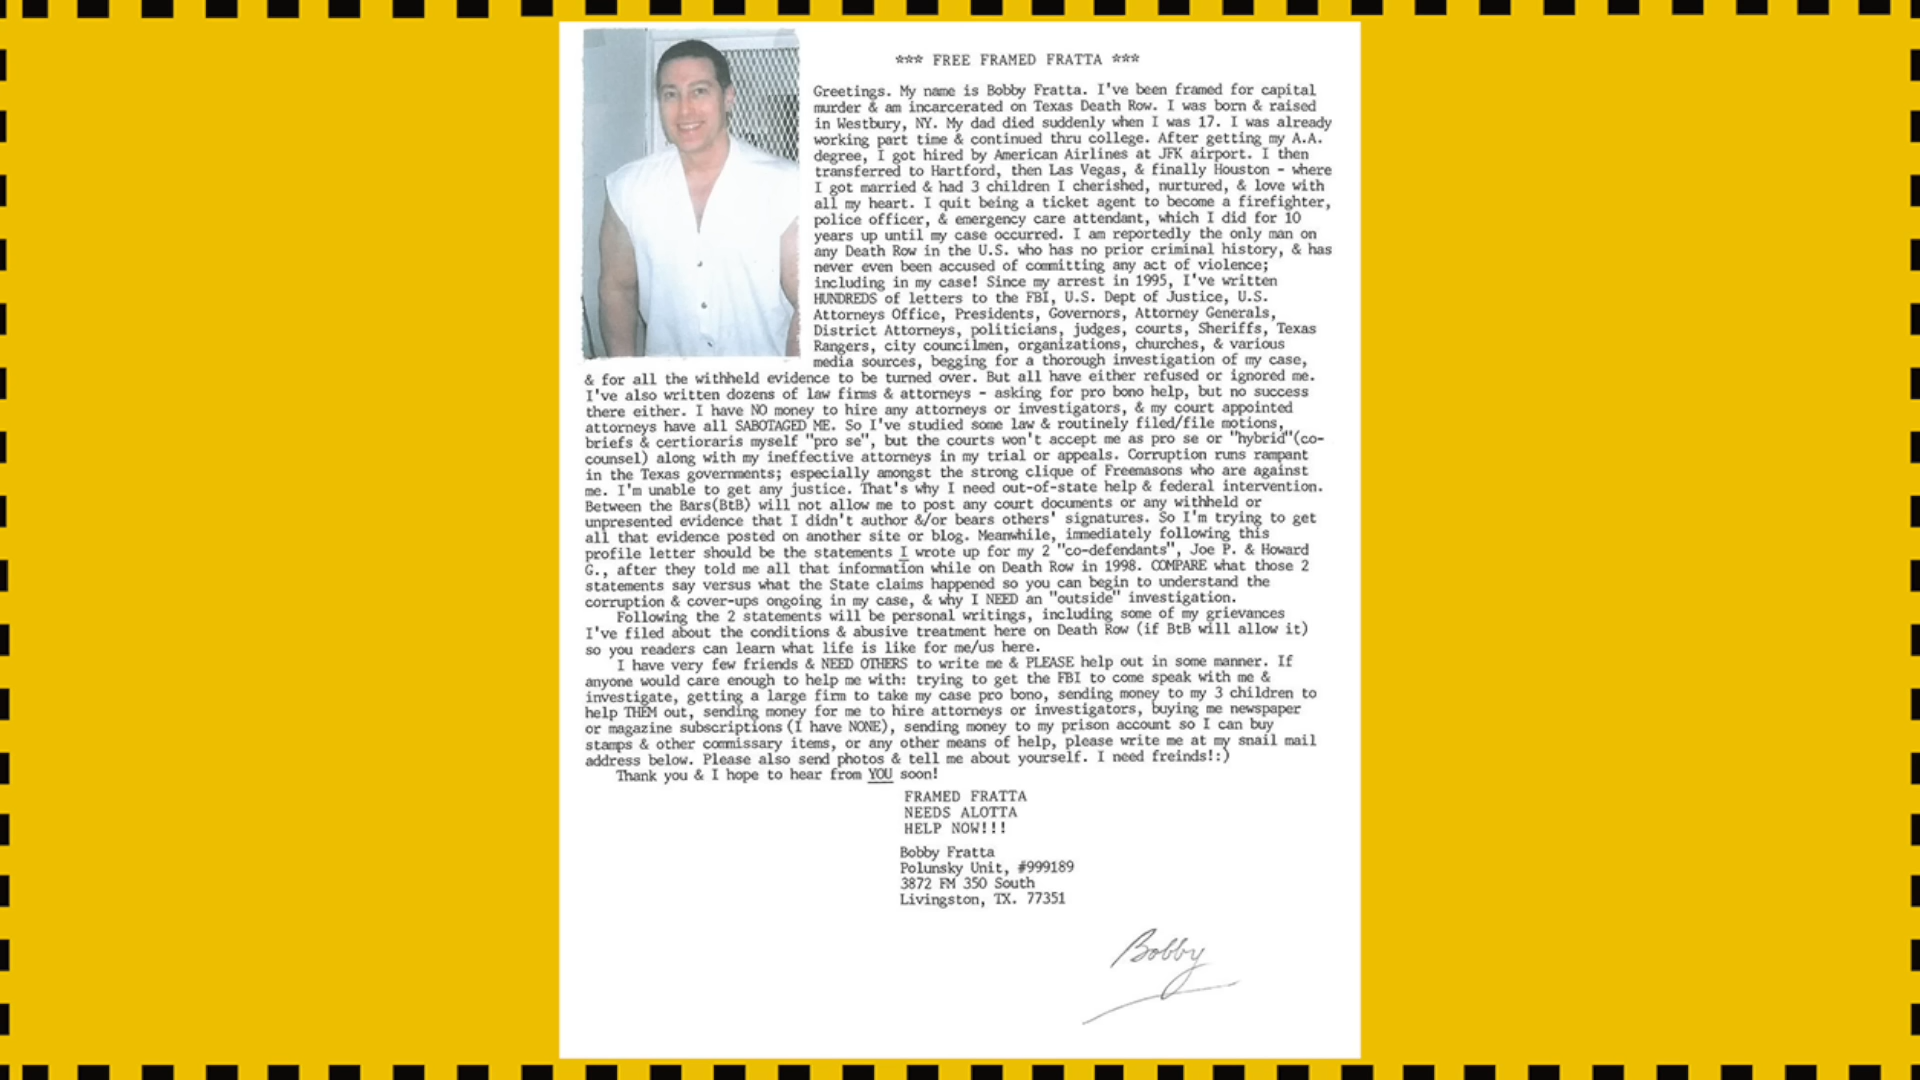 *** FREE FRAMED FRATTA ***
Greetings. My name is Bobby Fratta. I've been framed for capital
murder & am incarcerated on Texas Death Row. I was born & raised
in Westbury, NY. My dad died suddenly when I was 17. I was already
working part time & continued thru college. After getting my A.A.
degree, I got hired by American Airlines at JFK airport. I then
transferred to Hartford, then Las Vegas, & finally Houston - where
I got married & had 3 children I cherished, nurtured, & love with
all my heart. I quit being a ticket agent to become a firefighter,
police officer, & emergency care attendant, which I did for 10
years up until my case occurred. I am reportedly the only man on
any Death Row in the U.S. who has no prior criminal history, & has
never even been accused of committing any act of violence;
including in my case! Since my arrest in 1995, I've written
HUNDREDS of letters to the FBI, U.S. Dept of Justice, U.S.
Attorneys Office, Presidents, Governors, Attorney Generals,
District Attorneys, politicians, judges, courts, Sheriffs, Texas
Rangers, city councilmen, organizations, churches, & various
media sources, begging for a thorough investigation of my case,
& for all the withheld evidence to be turned over. But all have either refused or ignored me.
I've also written dozens of law firms & attorneys - asking for pro bono help, but no success
there either. I have NO money to hire any attorneys or investigators, & my court appointed
attorneys have all SABOTAGED ME. So I've studied some law & routinely filed/file motions,
briefs & certioraris myself "pro se", but the courts won't accept me as pro se or "hybrid"(co-
counsel) along with my ineffective attorneys in my trial or appeals. Corruption runs rampant
in the Texas governments; especially amongst the strong clique of Freemasons who are against
me. I'm unable to get any justice. That's why I need out-of-state help & federal intervention.
Between the Bars(BtB) will not allow me to post any court documents or any withheld or
unpresented evidence that I didn't author &/or bears others' signatures. So I'm trying to get
all that evidence posted on another site or blog. Meanwhile, immediately following this
profile letter should be the statements I wrote up for my 2 "co-defendants", Joe P. & Howard
G., after they told me all that information while on Death Row in 1998. COMPARE what those 2
statements say versus what the State claims happened so you can begin to understand the
corruption & cover-ups ongoing in my case, & why I NEED an "outside" investigation.
Following the 2 statements will be personal writings, including some of my grievances
I've filed about the conditions & abusive treatment here on Death Row (if BtB will allow it)
so you readers can learn what life is like for me/us here.
I have very few friends & NEED OTHERS to write me & PLEASE help out in some manner. If
anyone would care enough to help me with: trying to get the FBI to come speak with me &
investigate, getting a large firm to take my case pro bono, sending money to my 3 children to
help THEM out, sending money for me to hire attorneys or investigators, buying me newspaper
or magazine subscriptions (I have NONE), sending money to my prison account so I can buy
stamps & other commissary items, or any other means of help, please write me at my snail mail
address below. Please also send photos & tell me about yourself. I need freinds!:)
Thank you & I hope to hear from YOU soon!
FRAMED FRATTA
NEEDS ALOTTA
HELP NOW!!!
Bobby Fratta
Polunsky Unit, #999189
3872 FM 350 South
Livingston, TX. 77351
Bobby